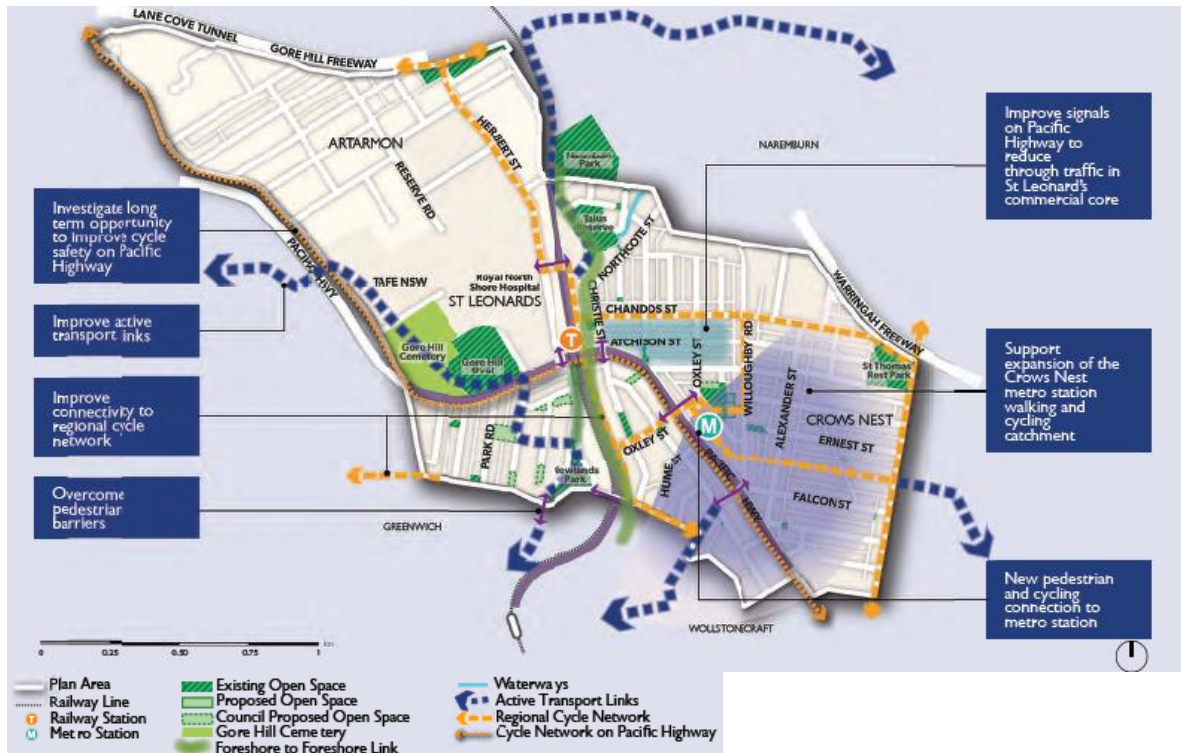 LANE COVE TUNNEL
GORE HILL FREEWAY
ARTARMON
HERBERT ST
RESERVE RD
Naremburn
Park
NAREMBURN
Improve signals
on Pacific
Highway to
reduce
through traffic in
St Leonard's
commercial core
Investigate long
term opportunity
to improve cycle
safety on Pacific
Highway
PACIFIC HWY
TAFE NSW
Royal North
Shore Hospital
ST LEONARDS
Talus
Reserve
NORTHCOTE ST
CHRISTIE ST
CHANDOS ST
WARRINGAH FREEWAY
Improve active
transport links
Gore Hill
Cemetery
Gore Hill
Oval
T
ATCHISON ST
OXLEY ST
WILLOUGHBY RD
ALEXANDER ST
St Thomas'
Rest Park
Support
expansion of the
Crows Nest
metro station
walking and
cycling
catchment
Improve
connectivity to
regional cycle
network
PARK RD
OXLEY ST
M
CROWS NEST
ERNEST ST
HUME ST
PACIFIC HWY
FALCON ST
Newlands
Park
Overcome
pedestrian
barriers
GREENWICH
New pedestrian
and cycling
connection to
metro station
WOLLSTONECRAFT
0 0.25 0.50 0.75 1 km
Plan Area
Railway Line
T Railway Station
M Metro Station
Existing Open Space
Proposed Open Space
Council Proposed Open Space
Gore Hill Cemetery
Foreshore to Foreshore Link
Waterways
Active Transport Links
Regional Cycle Network
Cycle Network on Pacific Highway